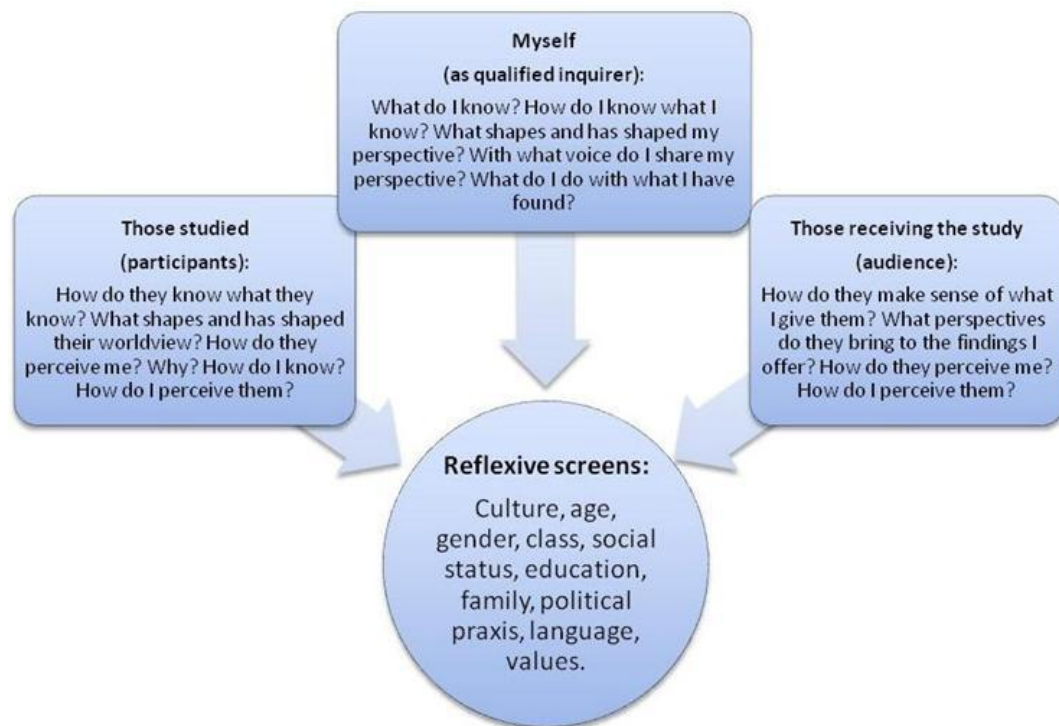 Myself
(as qualified inquirer):
What do I know? How do I know what I
know? What shapes and has shaped my
perspective? With what voice do I share my
perspective? What do I do with what I have
found?
Those studied
(participants):
How do they know what they
know? What shapes and has shaped
their worldview? How do they
perceive me? Why? How do I know?
How do I perceive them?
Those receiving the study
(audience):
How do they make sense of what
I give them? What perspectives
do they bring to the findings I
offer? How do they perceive me?
How do I perceive them?
Reflexive screens:
Culture, age,
gender, class, social
status, education,
family, political
praxis, language,
values.